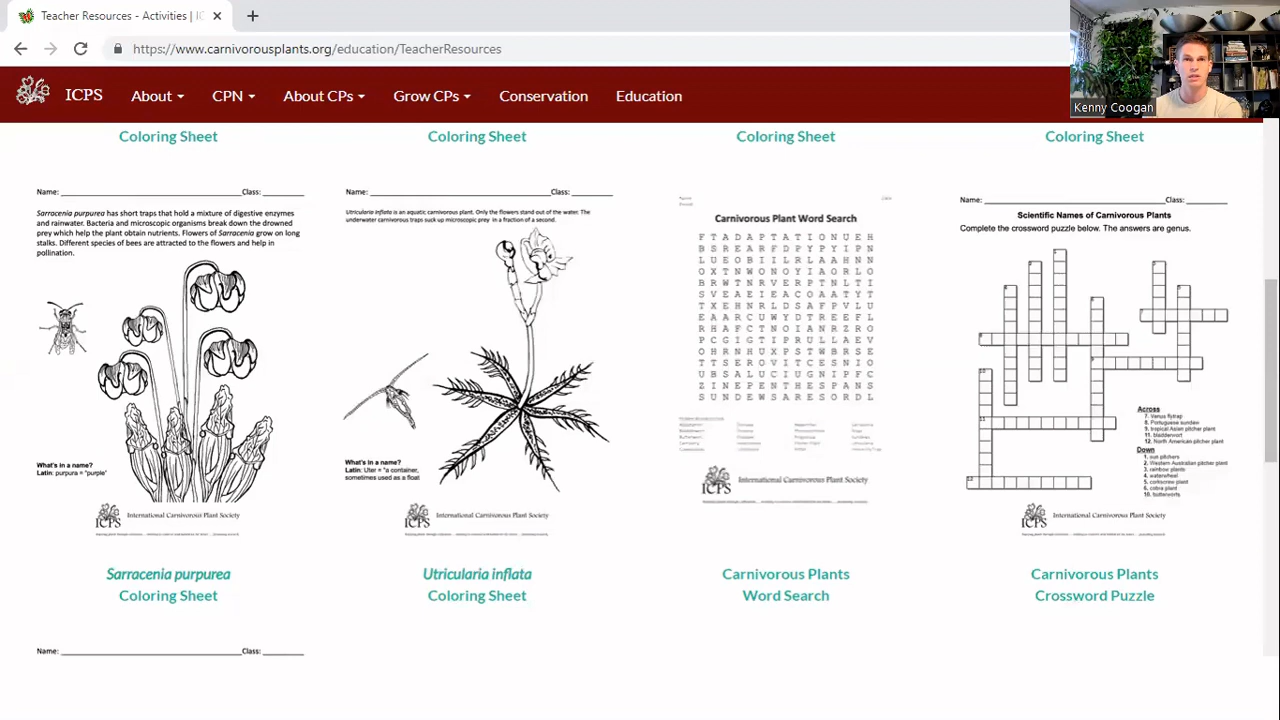 Teacher Resources - Activities | IC
https://www.carnivorousplants.org/education/TeacherResources
ICPS
About
CPN
About CPs
Grow CPs
Conservation
Education
Kenny Coogan
Coloring Sheet
Coloring Sheet
Coloring Sheet
Coloring Sheet
Name: Class:
Sarracenia purpurea has short traps that hold a mixture of digestive enzymes
and rainwater. Bacteria and microscopic organisms break down the drowned
prey which help the plant obtain nutrients. Flowers of Sarracenia grow on long
stalks. Different species of bees are attracted to the flowers and help in
pollination.
What's in a name?
Latin: purpura = "purple"
ICPS
International Carnivorous Plant Society
Sarracenia purpurea
Coloring Sheet
Name: Class:
Utricularia inflata is an aquatic carnivorous plant. Only the flowers stand out of the water. The
underwater carnivorous traps suck up microscopic prey in a fraction of a second.
What's in a name?
Latin: Uter = "a container,
sometimes used as a float
ICPS
International Carnivorous Plant Society
Utricularia inflata
Coloring Sheet
Carnivorous Plant Word Search
F T A D A P T A T I O N U E H
B S R E A R F D P Y P Y I P N
L U E O B I I L R L A A H N N
O X T N W O N O Y I A O R L O
B R W T N R V E R P T N L T I
S V E A E I E A C O A A T Y T
E E H N R L D S A F P V L U
E A A R C U W Y D T R E E F L
R H A F C T N O I A N R Z R O
P C G I G T I P R U L L A E V
O H R N H U X P S T W B R S E
T T S E R O V I T C E S N I O
U B S A L U C I U G N I P F C
Z I N E P E N T H E S P A N S
S U N D E W S A R E S O R D L
ICPS
International Carnivorous Plant Society
Carnivorous Plants
Word Search
Name: Class:
Scientific Names of Carnivorous Plants
Complete the crossword puzzle below. The answers are genus.
Across
7. Venus flytrap
8. Portuguese sundew
9. tropical Asian pitcher plant
11. bladderwort
12. North American pitcher plant
Down
1. sun pitchers
2. Western Australian pitcher plant
3. rainbow plants
4. waterwheel
5. corkscrew plant
6. cobra plant
10. butterworts
ICPS
International Carnivorous Plant Society
Carnivorous Plants
Crossword Puzzle
Name: Class: